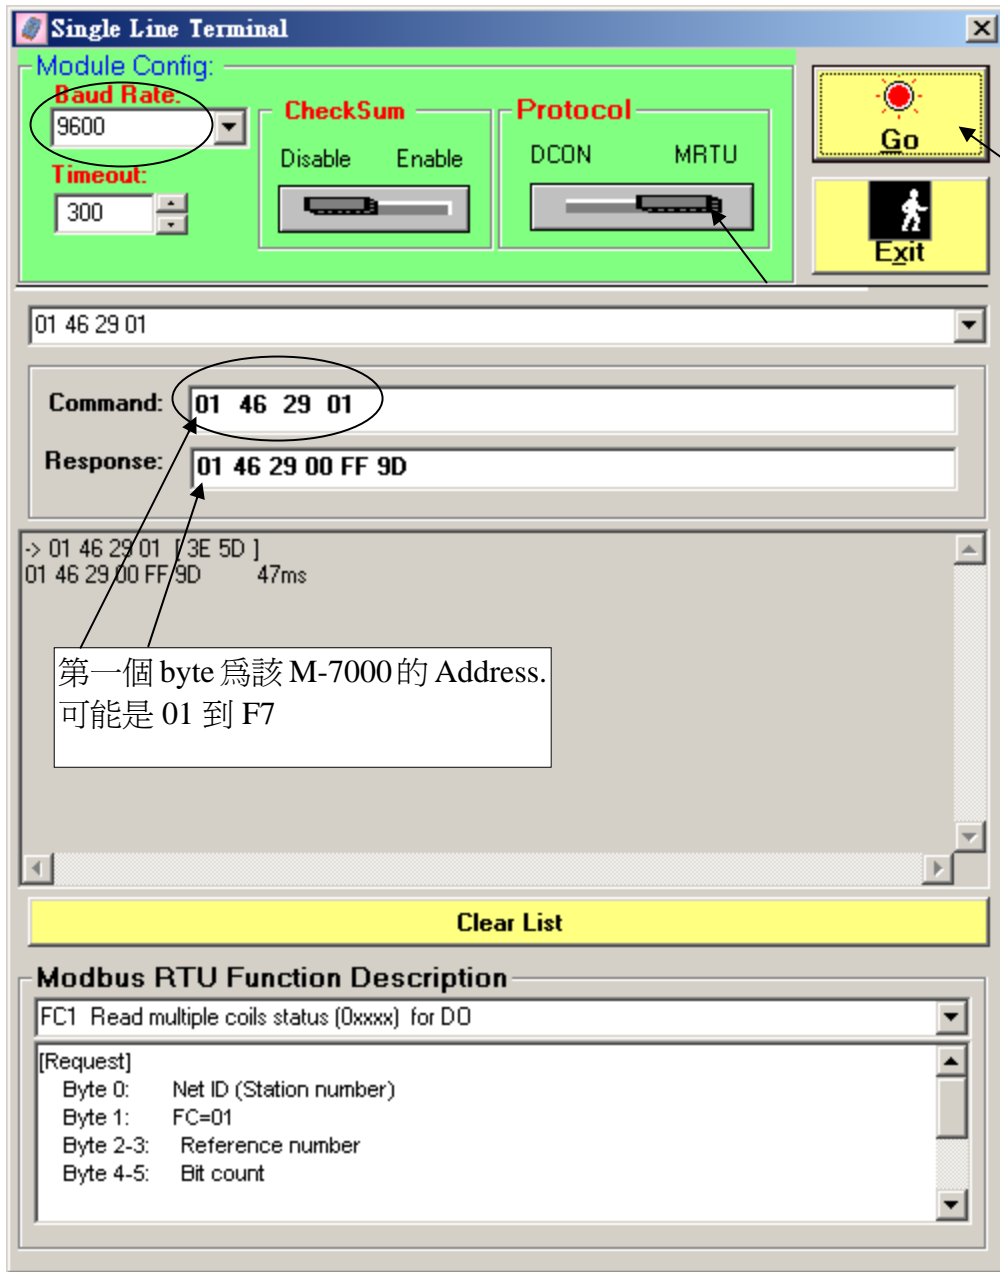 Single Line Terminal
Module Config:
Baud Rate:
9600
Timeout:
300
CheckSum
Disable Enable
Protocol
DCON MRTU
Go
Exit
01 46 29 01
Command: 01 46 29 01
Response: 01 46 29 00 FF 9D
-> 01 46 29 01 [ 3E 5D ]
01 46 29 00 FF 9D 47ms
第一個 byte 為該 M-7000 的 Address.
可能是 01 到 F7
Clear List
Modbus RTU Function Description
FC1 Read multiple coils status (0xxxx) for DO
[Request]
Byte 0: Net ID (Station number)
Byte 1: FC=01
Byte 2-3: Reference number
Byte 4-5: Bit count